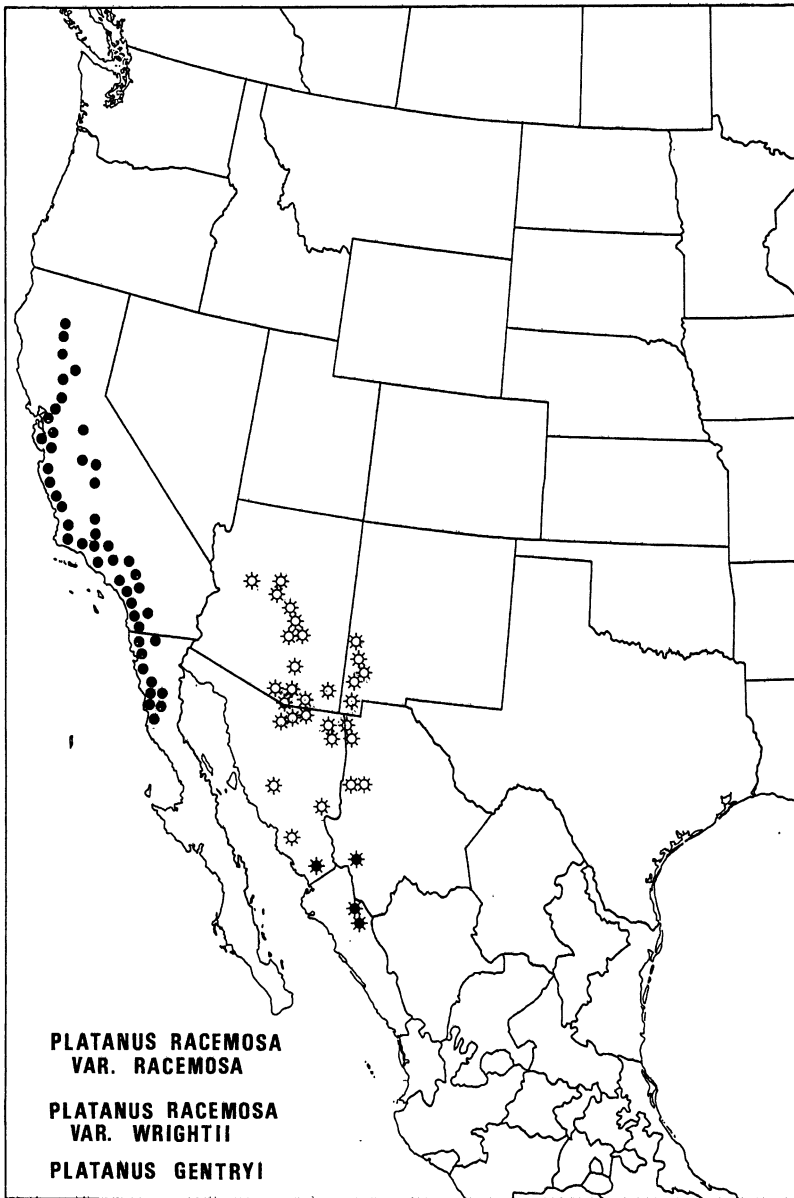 PLATANUS RACEMOSA
VAR. RACEMOSA
PLATANUS RACEMOSA
VAR. WRIGHTII
PLATANUS GENTRYI